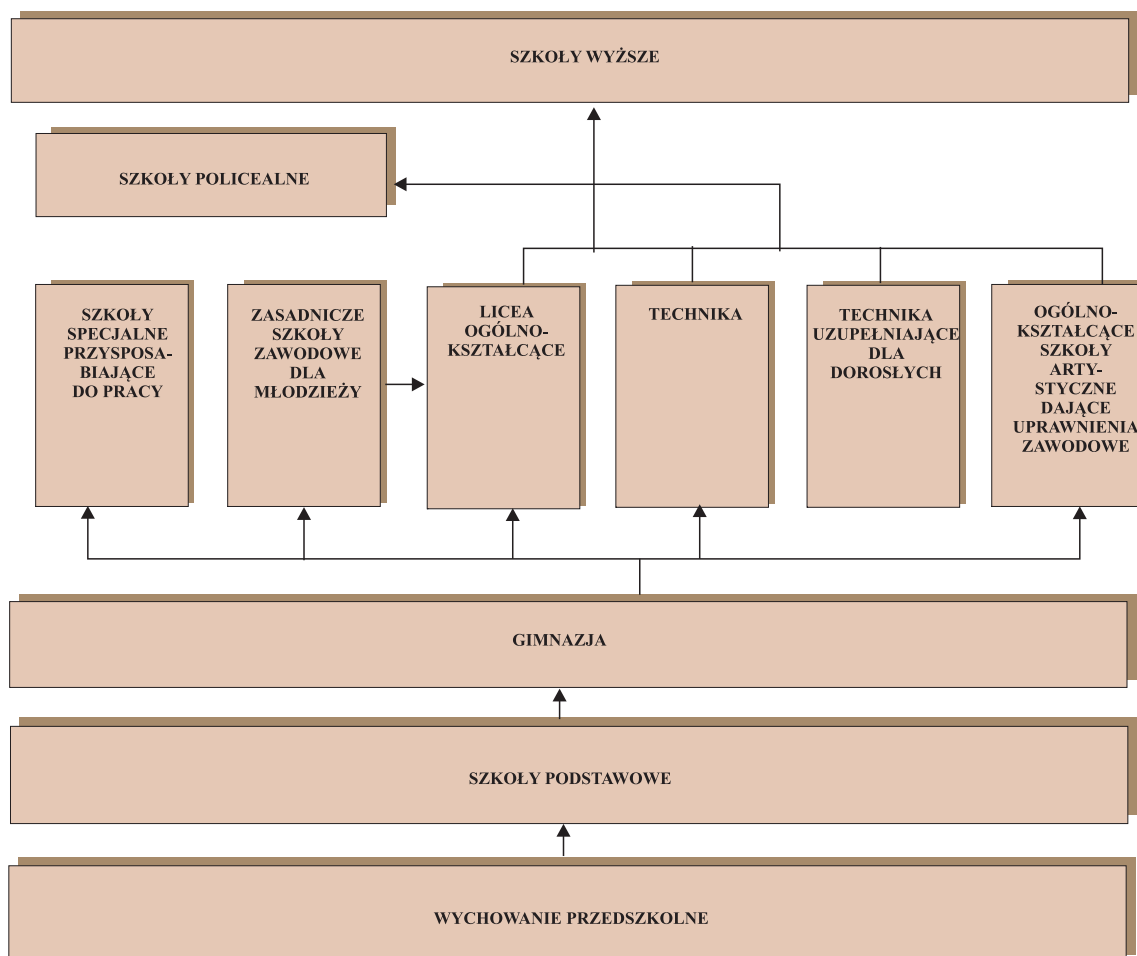 SZKOŁY WYŻSZE
SZKOŁY POLICEALNE
SZKOŁY
SPECJALNE
PRZYSPOSA-
BIAJĄCE
DO PRACY
ZASADNICZE
SZKOŁY
ZAWODOWE
DLA
MŁODZIEŻY
LICEA
OGÓLNO-
KSZTAŁCĄCE
TECHNIKA
TECHNIKA
UZUPEŁNIAJĄCE
DLA
DOROSŁYCH
OGÓLNO-
KSZTAŁCĄCE
SZKOŁY
ARTY-
STYCZNE
DAJĄCE
UPRAWNIENIA
ZAWODOWE
GIMNAZJA
SZKOŁY PODSTAWOWE
WYCHOWANIE PRZEDSZKOLNE